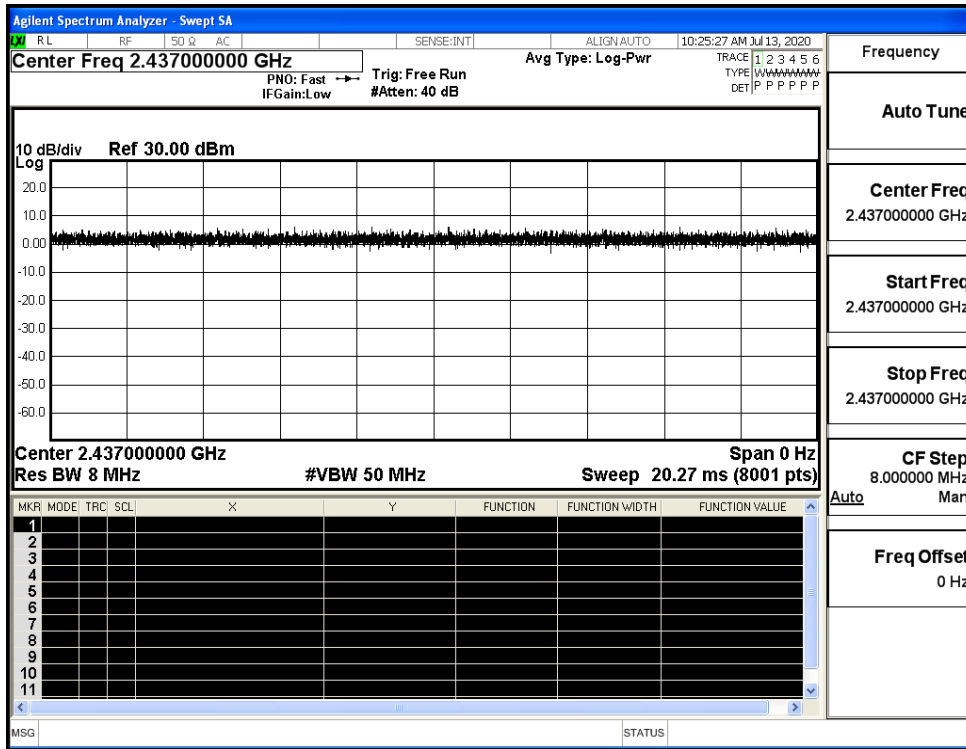 Agilent Spectrum Analyzer - Swept SA
LXI RL RF 50 Ω AC SENSE:INT ALIGN AUTO 10:25:27 AM Jul 13, 2020
Center Freq 2.437000000 GHz Avg Type: Log-Pwr TRACE 1 2 3 4 5 6
PNO: Fast Trig: Free Run TYPE WWWWWW
IFGain:Low #Atten: 40 dB DET P P P P P P
10 dB/div Ref 30.00 dBm
Log
20.0
10.0
0.00
-10.0
-20.0
-30.0
-40.0
-50.0
-60.0
Center 2.437000000 GHz Span 0 Hz
Res BW 8 MHz #VBW 50 MHz Sweep 20.27 ms (8001 pts)
MKR MODE TRC SCL X Y FUNCTION FUNCTION WIDTH FUNCTION VALUE
1
2
3
4
5
6
7
8
9
10
11
MSG STATUS
Frequency
Auto Tune
Center Freq
2.437000000 GHz
Start Freq
2.437000000 GHz
Stop Freq
2.437000000 GHz
CF Step
8.000000 MHz
Auto Man
Freq Offset
0 Hz